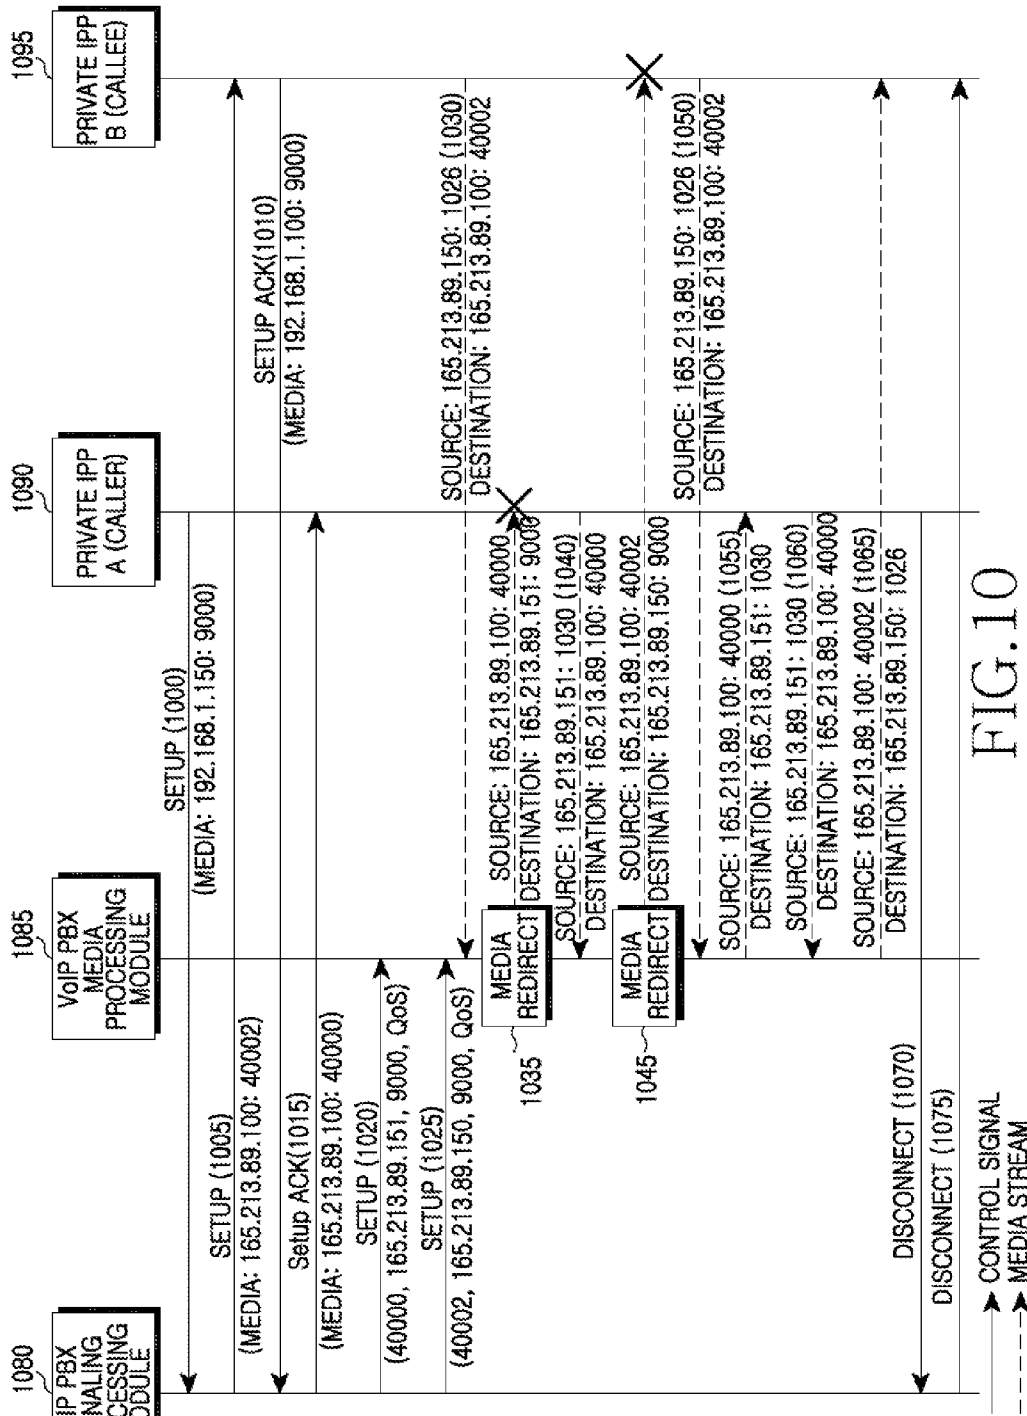 1080
IP PBX
MODULE
1085
VoIP PBX
MEDIA
PROCESSING
MODULE
1090
PRIVATE IPP
A (CALLER)
1095
PRIVATE IPP
B (CALLEE)
SETUP (1000)
(MEDIA: 192.168.1.150: 9000)
SETUP (1005)
(MEDIA: 165.213.89.100: 40002)
SETUP ACK(1010)
(MEDIA: 192.168.1.100: 9000)
Setup ACK(1015)
(MEDIA: 165.213.89.100: 40000)
SETUP (1020)
(40000, 165.213.89.151, 9000, QoS)
SETUP (1025)
(40002, 165.213.89.150, 9000, QoS)
SOURCE: 165.213.89.150: 1026 (1030)
DESTINATION: 165.213.89.100: 40002
MEDIA
REDIRECT
1035
SOURCE: 165.213.89.100: 40000
DESTINATION: 165.213.89.151: 9000
SOURCE: 165.213.89.151: 1030 (1040)
DESTINATION: 165.213.89.100: 40000
MEDIA
REDIRECT
1045
SOURCE: 165.213.89.100: 40002
DESTINATION: 165.213.89.150: 9000
SOURCE: 165.213.89.150: 1026 (1050)
DESTINATION: 165.213.89.100: 40002
SOURCE: 165.213.89.100: 40000 (1055)
DESTINATION: 165.213.89.151: 1030
SOURCE: 165.213.89.151: 1030 (1060)
DESTINATION: 165.213.89.100: 40000
SOURCE: 165.213.89.100: 40002 (1065)
DESTINATION: 165.213.89.150: 1026
DISCONNECT (1070)
DISCONNECT (1075)
CONTROL SIGNAL
MEDIA STREAM
FIG.10